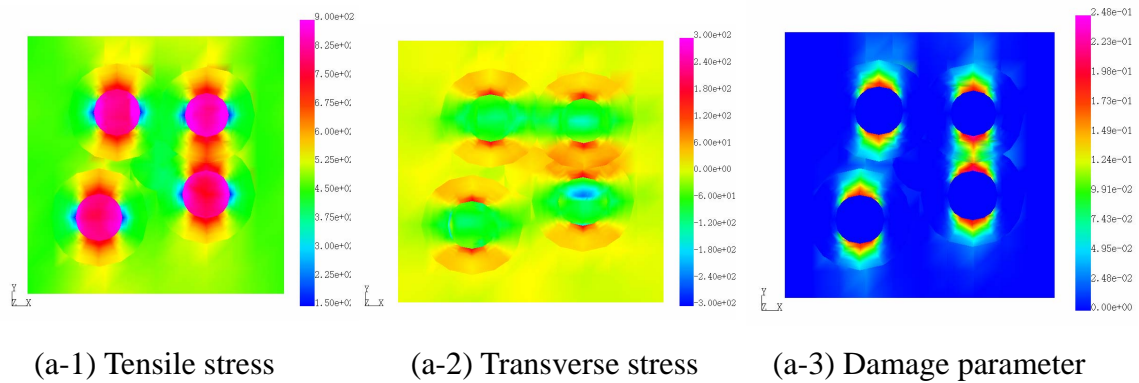 9.00e+02
8.25e+02
7.50e+02
6.75e+02
6.00e+02
5.25e+02
4.50e+02
3.75e+02
3.00e+02
2.25e+02
1.50e+02
Y
Z X
3.00e+02
2.40e+02
1.80e+02
1.20e+02
6.00e+01
0.00e+00
-6.00e+01
-1.20e+02
-1.80e+02
-2.40e+02
-3.00e+02
Y
Z X
2.48e-01
2.23e-01
1.98e-01
1.73e-01
1.49e-01
1.24e-01
9.91e-02
7.43e-02
4.95e-02
2.48e-02
0.00e+00
Y
Z X
(a-1) Tensile stress
(a-2) Transverse stress
(a-3) Damage parameter